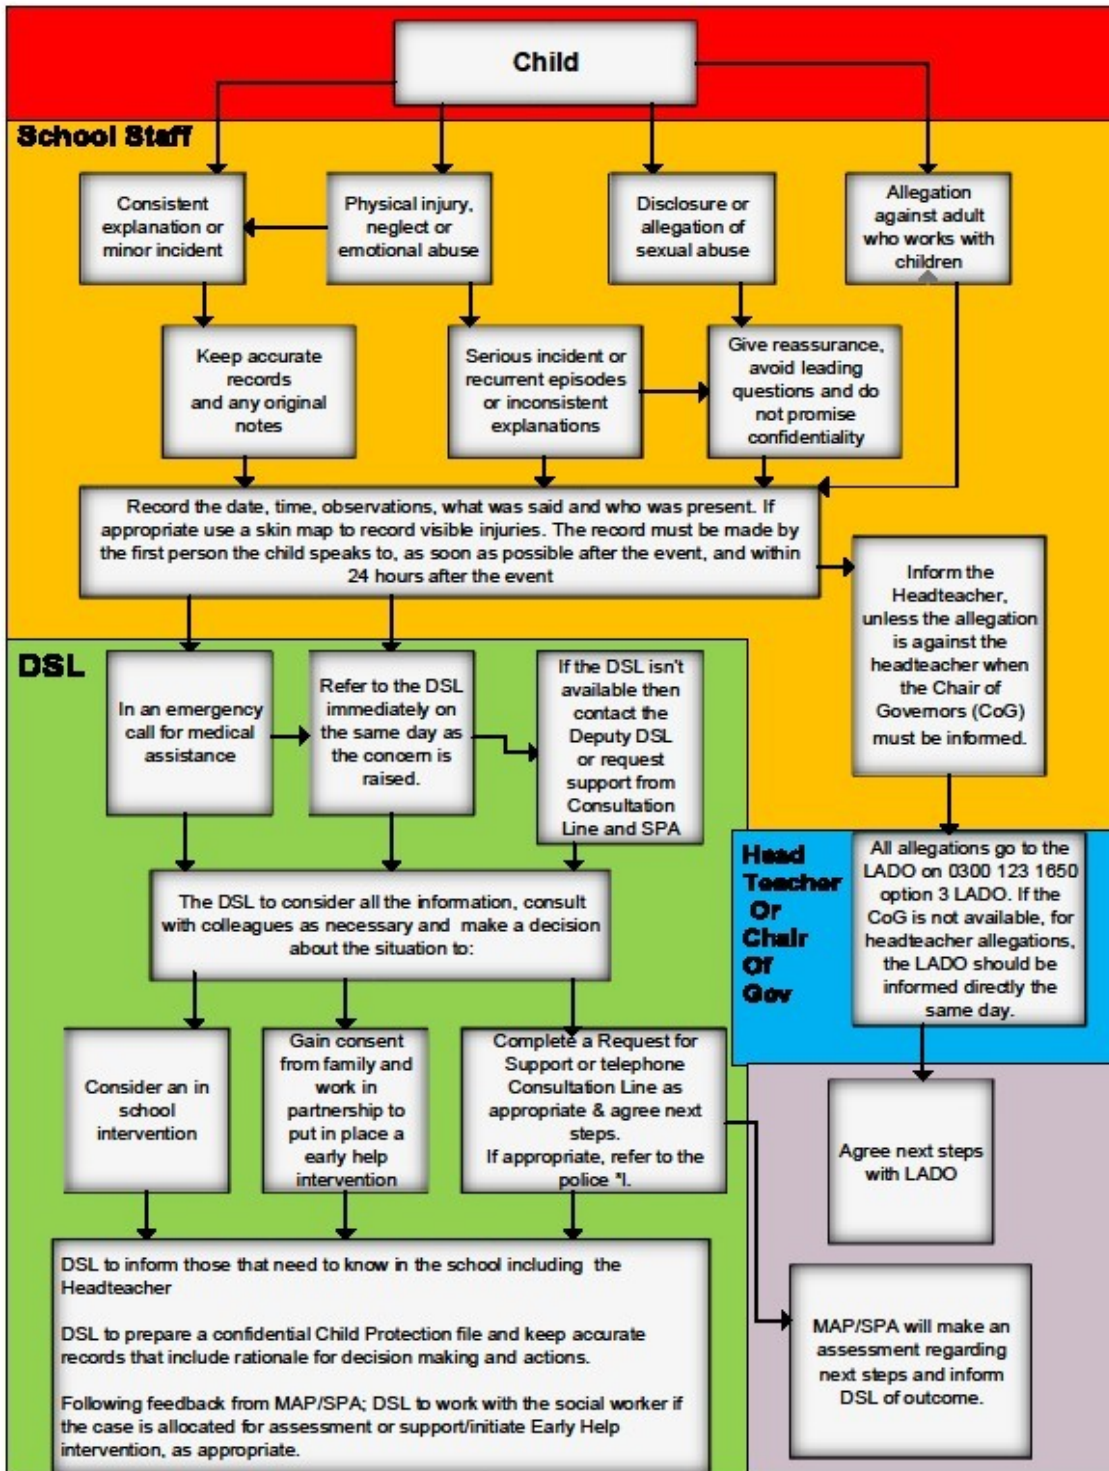 Child
School Staff
Consistent
explanation or
minor incident
Physical injury,
neglect or
emotional abuse
Disclosure or
allegation of
sexual abuse
Allegation
against adult
who works with
children
Keep accurate
records
and any original
notes
Serious incident or
recurrent episodes
or inconsistent
explanations
Give reassurance,
avoid leading
questions and do
not promise
confidentiality
Record the date, time, observations, what was said and who was present. If
appropriate use a skin map to record visible injuries. The record must be made by
the first person the child speaks to, as soon as possible after the event, and within
24 hours after the event
Inform the
Headteacher,
unless the allegation
is against the
headteacher when
the Chair of
Governors (CoG)
must be informed.
DSL
In an emergency
call for medical
assistance
Refer to the DSL
immediately on
the same day as
the concern is
raised.
If the DSL isn't
available then
contact the
Deputy DSL
or request
support from
Consultation
Line and SPA
Head
Teacher
Or
Chair
Of
Gov
All allegations go to the
LADO on 0300 123 1650
option 3 LADO. If the
CoG is not available, for
headteacher allegations,
the LADO should be
informed directly the
same day.
The DSL to consider all the information, consult
with colleagues as necessary and make a decision
about the situation to:
Consider an in
school
intervention
Gain consent
from family and
work in
partnership to
put in place a
early help
intervention
Complete a Request for
Support or telephone
Consultation Line as
appropriate & agree next
steps.
If appropriate, refer to the
police *I.
Agree next steps
with LADO
DSL to inform those that need to know in the school including the
Headteacher
DSL to prepare a confidential Child Protection file and keep accurate
records that include rationale for decision making and actions.
Following feedback from MAP/SPA; DSL to work with the social worker if
the case is allocated for assessment or support/initiate Early Help
intervention, as appropriate.
MAP/SPA will make an
assessment regarding
next steps and inform
DSL of outcome.